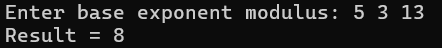 Enter base exponent modulus: 5 3 13
Result = 8